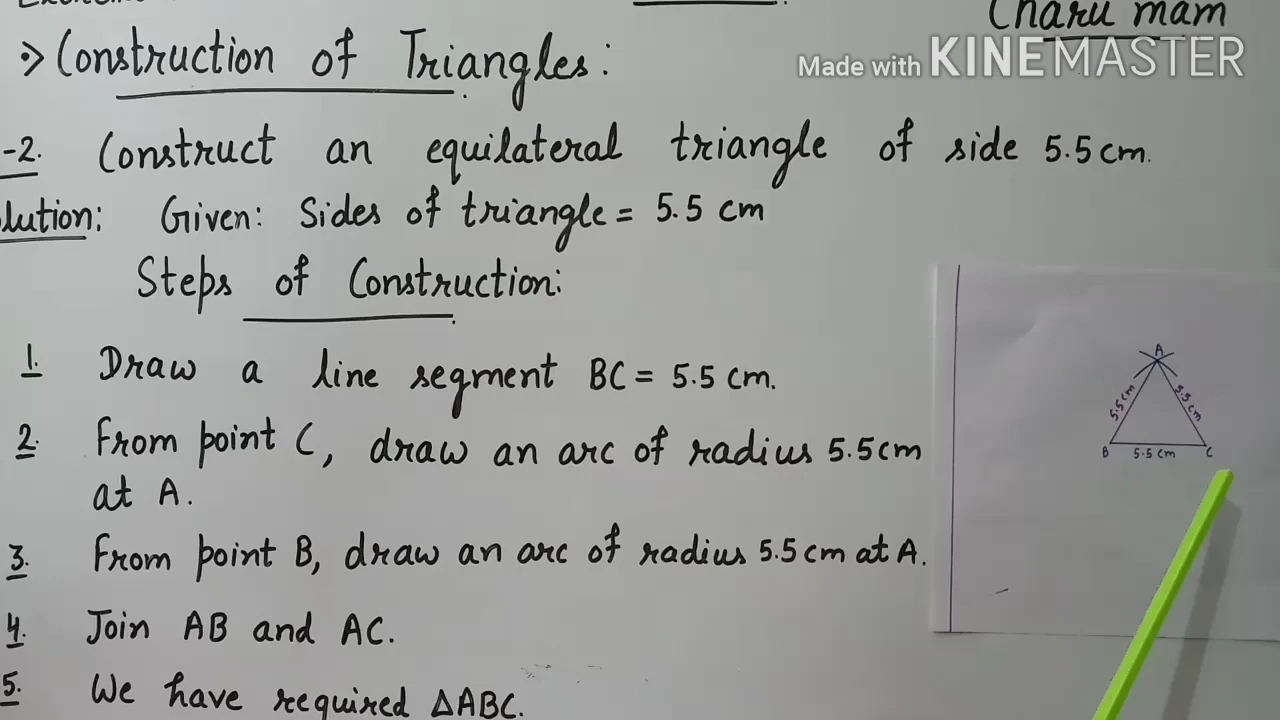 Charu mam
Made with KINEMASTER
:> Construction of Triangles:
-2. Construct an equilateral triangle of side 5.5 cm.
lution: Given: Sides of triangle = 5.5 cm
Steps of Construction:
1. Draw a line segment BC = 5.5 cm.
2. From point C, draw an arc of radius 5.5cm
at A.
3. From point B, draw an arc of radius 5.5 cm at A.
4. Join AB and AC.
5. We have required ΔABC.
A
5.5 cm
5.5 cm
B 5.5 cm C